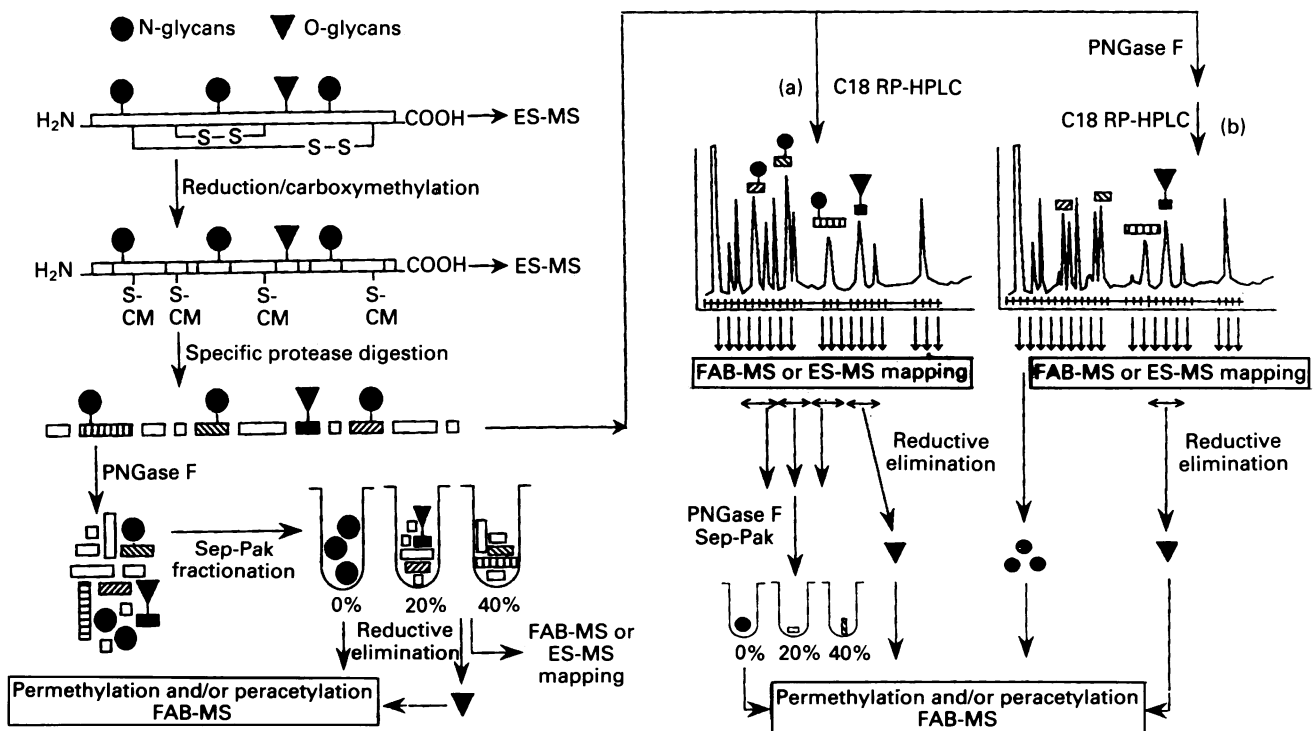 N-glycans
O-glycans
H₂N
COOH
ES-MS
S–S
S–S
Reduction/carboxymethylation
H₂N
COOH
ES-MS
S-
CM
S-
CM
S-
CM
S-
CM
Specific protease digestion
PNGase F
Sep-Pak
fractionation
0%
20%
40%
Reductive
elimination
FAB-MS or
ES-MS
mapping
Permethylation and/or peracetylation
FAB-MS
(a)
C18 RP-HPLC
PNGase F
C18 RP-HPLC
(b)
FAB-MS or ES-MS mapping
FAB-MS or ES-MS mapping
Reductive
elimination
Reductive
elimination
PNGase F
Sep-Pak
0%
20%
40%
Permethylation and/or peracetylation
FAB-MS